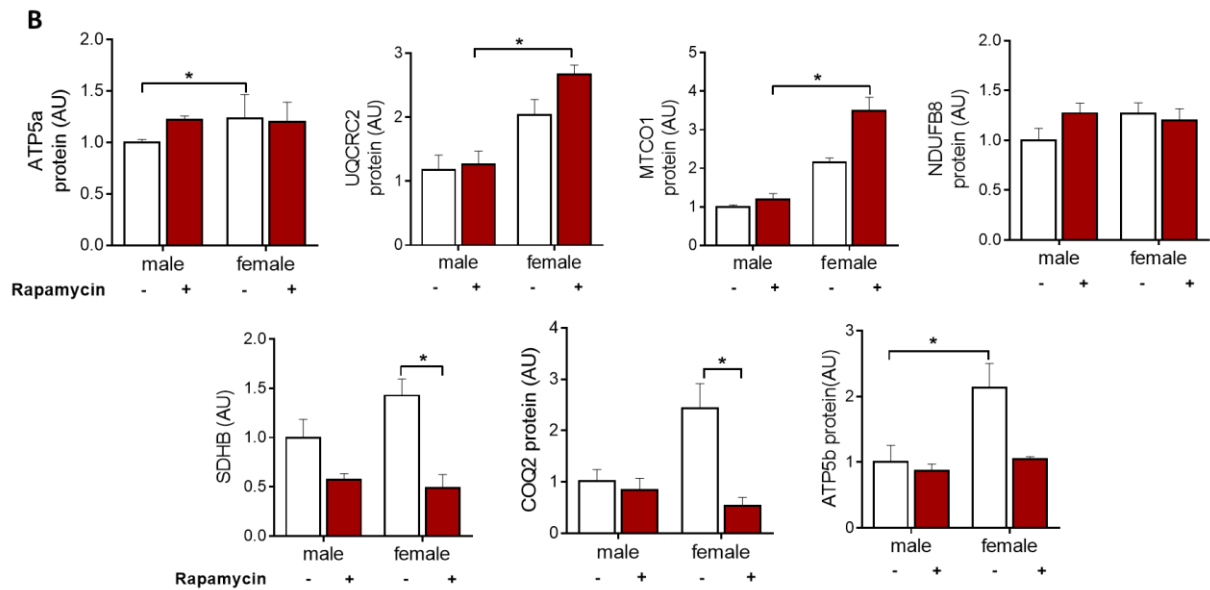 B
ATP5a
protein (AU)
2.0
1.5
1.0
0.5
0.0
*
male
female
UQCRC2
protein (AU)
3
2
1
0
*
male
female
MTCO1
protein (AU)
5
4
3
2
1
0
*
male
female
NDUFB8
protein (AU)
2.0
1.5
1.0
0.5
0.0
male
female
Rapamycin - + - + - + - + - + - + - + - +
SDHB (AU)
2.0
1.5
1.0
0.5
0.0
*
male
female
COQ2 protein (AU)
4
3
2
1
0
*
male
female
ATP5b protein(AU)
3
2
1
0
*
male
female
Rapamycin - + - + - + - + - + - +